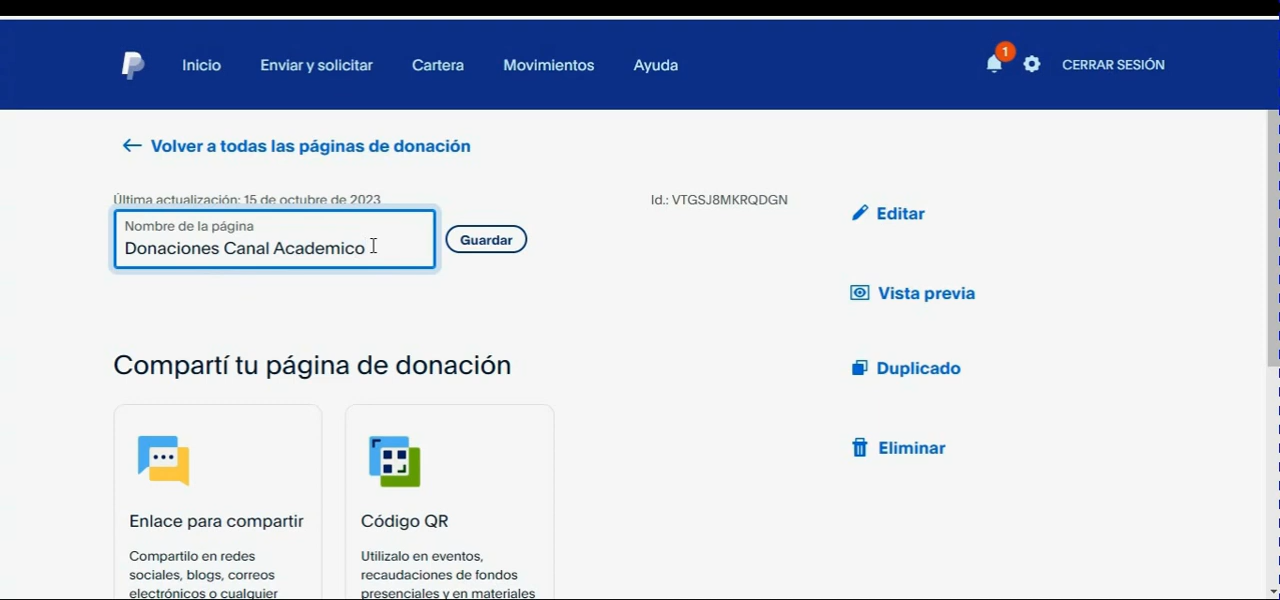 Inicio
Enviar y solicitar
Cartera
Movimientos
Ayuda
1
CERRAR SESIÓN
Volver a todas las páginas de donación
Última actualización: 15 de octubre de 2023
Id.: VTGSJ8MKRQDGN
Nombre de la página
Donaciones Canal Academico
Guardar
Editar
Vista previa
Compartí tu página de donación
Duplicado
Eliminar
Enlace para compartir
Compartilo en redes
sociales, blogs, correos
electrónicos o cualquier
Código QR
Utilizalo en eventos,
recaudaciones de fondos
presenciales y en materiales